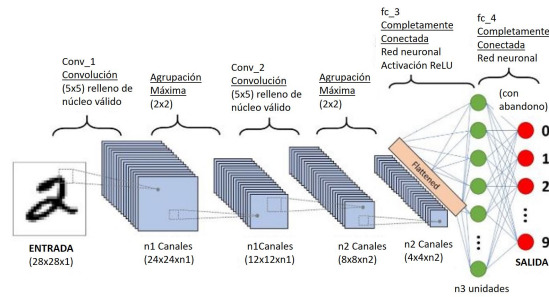 Conv_1
Convolución
(5x5) relleno de
núcleo válido
Agrupación
Máxima
(2x2)
Conv_2
Convolución
(5x5) relleno de
núcleo válido
Agrupación
Máxima
(2x2)
fc_3
Completamente
Conectada
Red neuronal
Activación ReLU
fc_4
Completamente
Conectada
Red neuronal
(con
abandono)
Flattened
0
1
2
9
ENTRADA
(28x28x1)
n1 Canales
(24x24xn1)
n1Canales
(12x12xn1)
n2 Canales
(8x8xn2)
n2 Canales
(4x4xn2)
SALIDA
n3 unidades
2